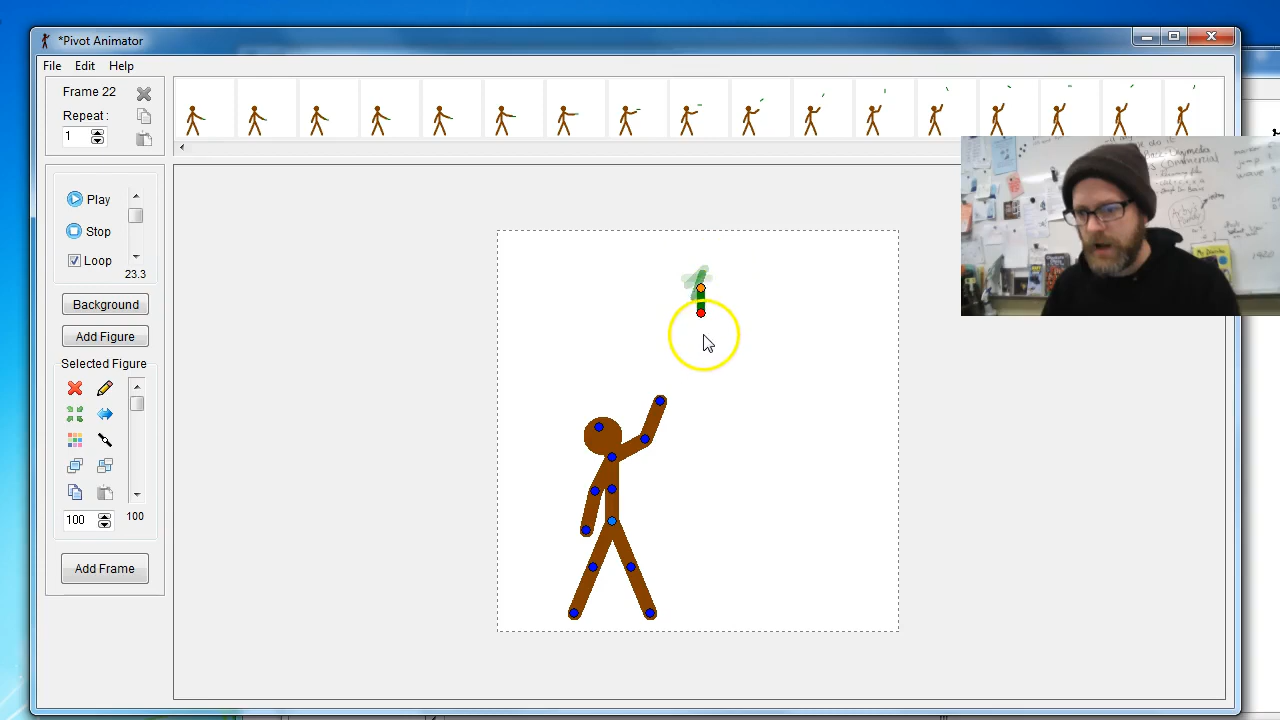 *Pivot Animator
File Edit Help
Frame 22
Repeat :
1
Play
Stop
Loop
23.3
Background
Add Figure
Selected Figure
100
100
Add Frame